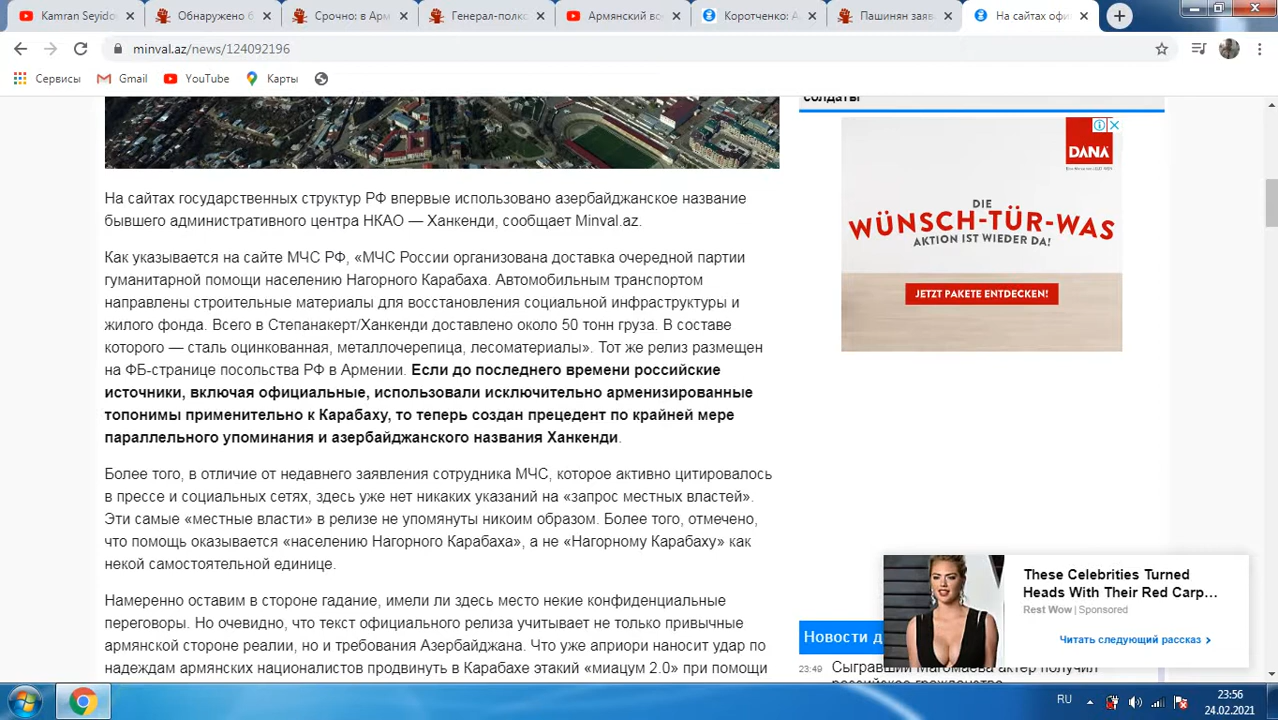 Kamran Seyido
Обнаружено б
Срочно: в Арм
Генерал-полко
Армянский во
Коротченко: А
Пашинян заяв
На сайтах офи
minval.az/news/124092196
Сервисы
Gmail
YouTube
Карты
солдаты
DANA
DIE
WÜNSCH-TÜR-WAS
AKTION IST WIEDER DA!
JETZT PAKETE ENTDECKEN!
На сайтах государственных структур РФ впервые использовано азербайджанское название
бывшего административного центра НКАО — Ханкенди, сообщает Minval.az.
Как указывается на сайте МЧС РФ, «МЧС России организована доставка очередной партии
гуманитарной помощи населению Нагорного Карабаха. Автомобильным транспортом
направлены строительные материалы для восстановления социальной инфраструктуры и
жилого фонда. Всего в Степанакерт/Ханкенди доставлено около 50 тонн груза. В составе
которого — сталь оцинкованная, металлочерепица, лесоматериалы». Тот же релиз размещен
на ФБ-странице посольства РФ в Армении. Если до последнего времени российские
источники, включая официальные, использовали исключительно арменизированные
топонимы применительно к Карабаху, то теперь создан прецедент по крайней мере
параллельного упоминания и азербайджанского названия Ханкенди.
Более того, в отличие от недавнего заявления сотрудника МЧС, которое активно цитировалось
в прессе и социальных сетях, здесь уже нет никаких указаний на «запрос местных властей».
Эти самые «местные власти» в релизе не упомянуты никоим образом. Более того, отмечено,
что помощь оказывается «населению Нагорного Карабаха», а не «Нагорному Карабаху» как
некой самостоятельной единице.
Намеренно оставим в стороне гадание, имели ли здесь место некие конфиденциальные
переговоры. Но очевидно, что текст официального релиза учитывает не только привычные
армянской стороне реалии, но и требования Азербайджана. Что уже априори наносит удар по
надеждам армянских националистов продвинуть в Карабахе этакий «миацум 2.0» при помощи
These Celebrities Turned
Heads With Their Red Carp...
Rest Wow | Sponsored
Читать следующий рассказ
Новости д
23:49 Сыгравший Магомаева актер получил
российское гражданство
RU
23:56
24.02.2021